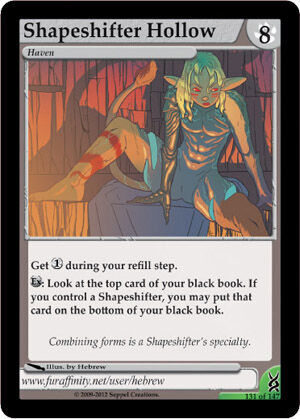 Shapeshifter Hollow
8
Haven
Get 1 during your refill step.
: Look at the top card of your black book. If
you control a Shapeshifter, you may put that
card on the bottom of your black book.
Combining forms is a Shapeshifter's specialty.
Illus. by Hebrew
www.furaffinity.net/user/hebrew
131 of 147
© 2009-2012 Seppel Creations.